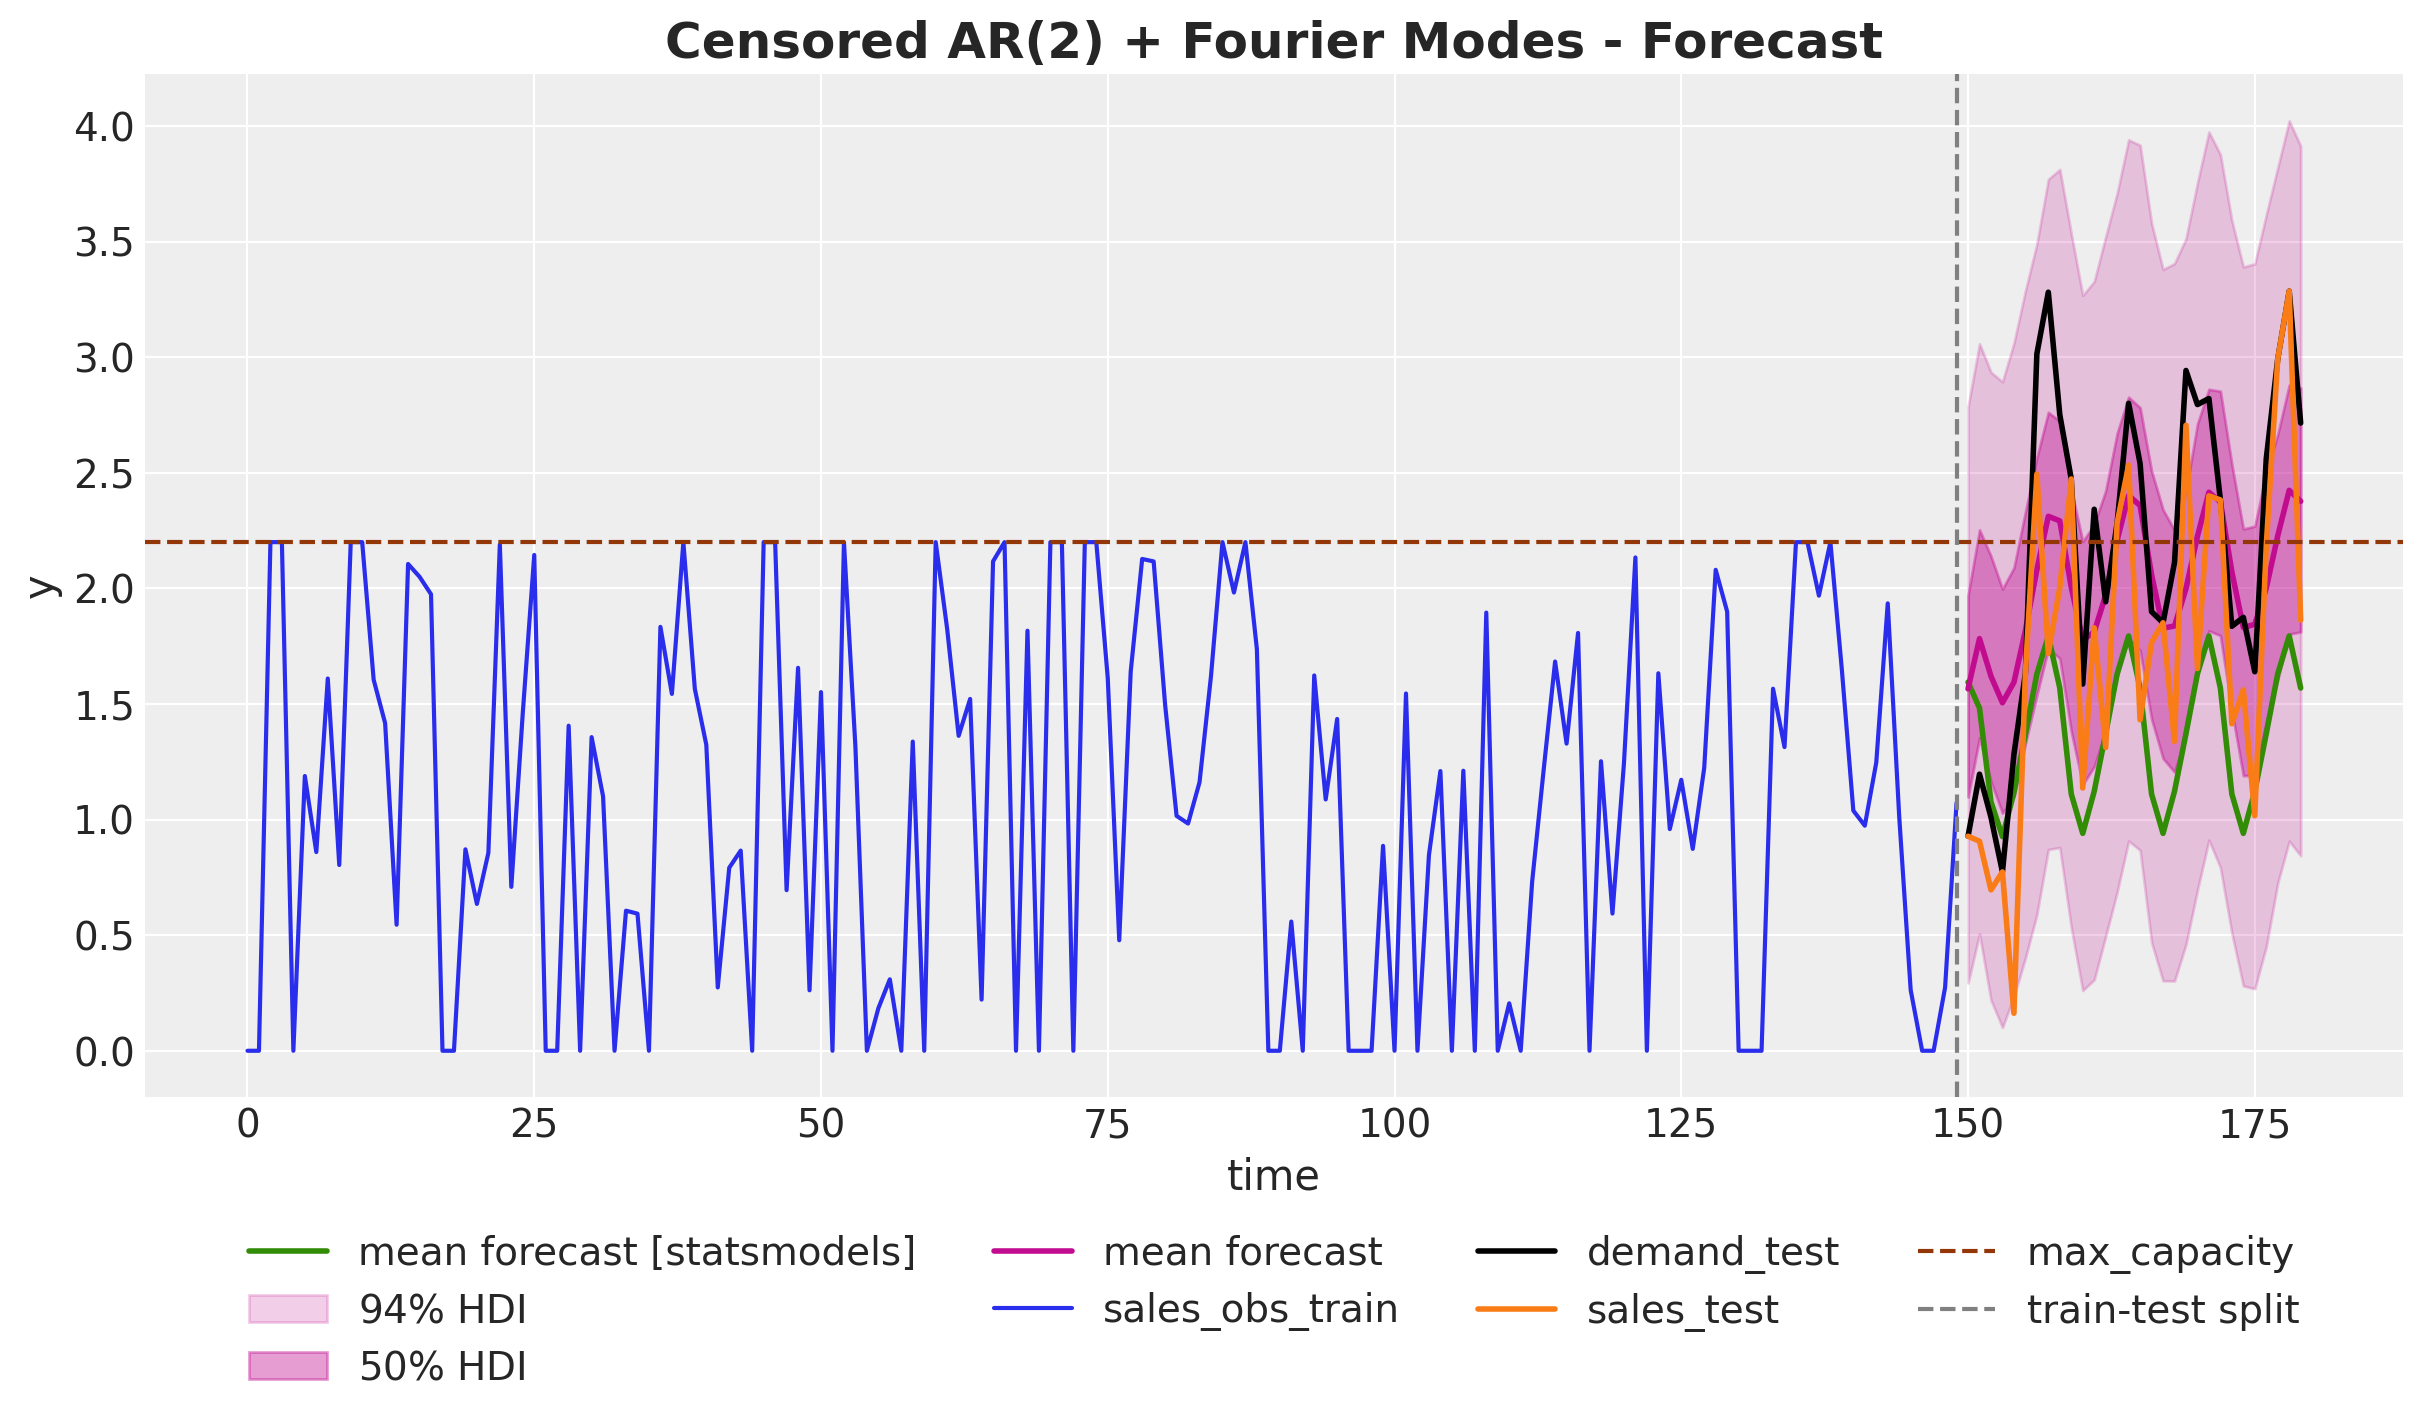 Censored AR(2) + Fourier Modes - Forecast
4.0
3.5
3.0
2.5
2.0
1.5
1.0
0.5
0.0
y
0 25 50 75 100 125 150 175
time
mean forecast [statsmodels] mean forecast demand_test max_capacity
94% HDI sales_obs_train sales_test train-test split
50% HDI